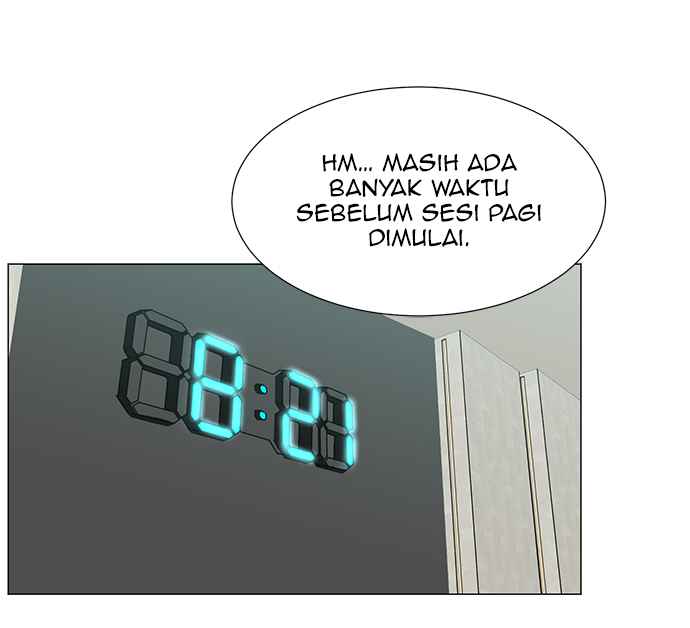 HM... MASIH ADA
BANYAK WAKTU
SEBELUM SESI PAGI
DIMULAI.
8:21